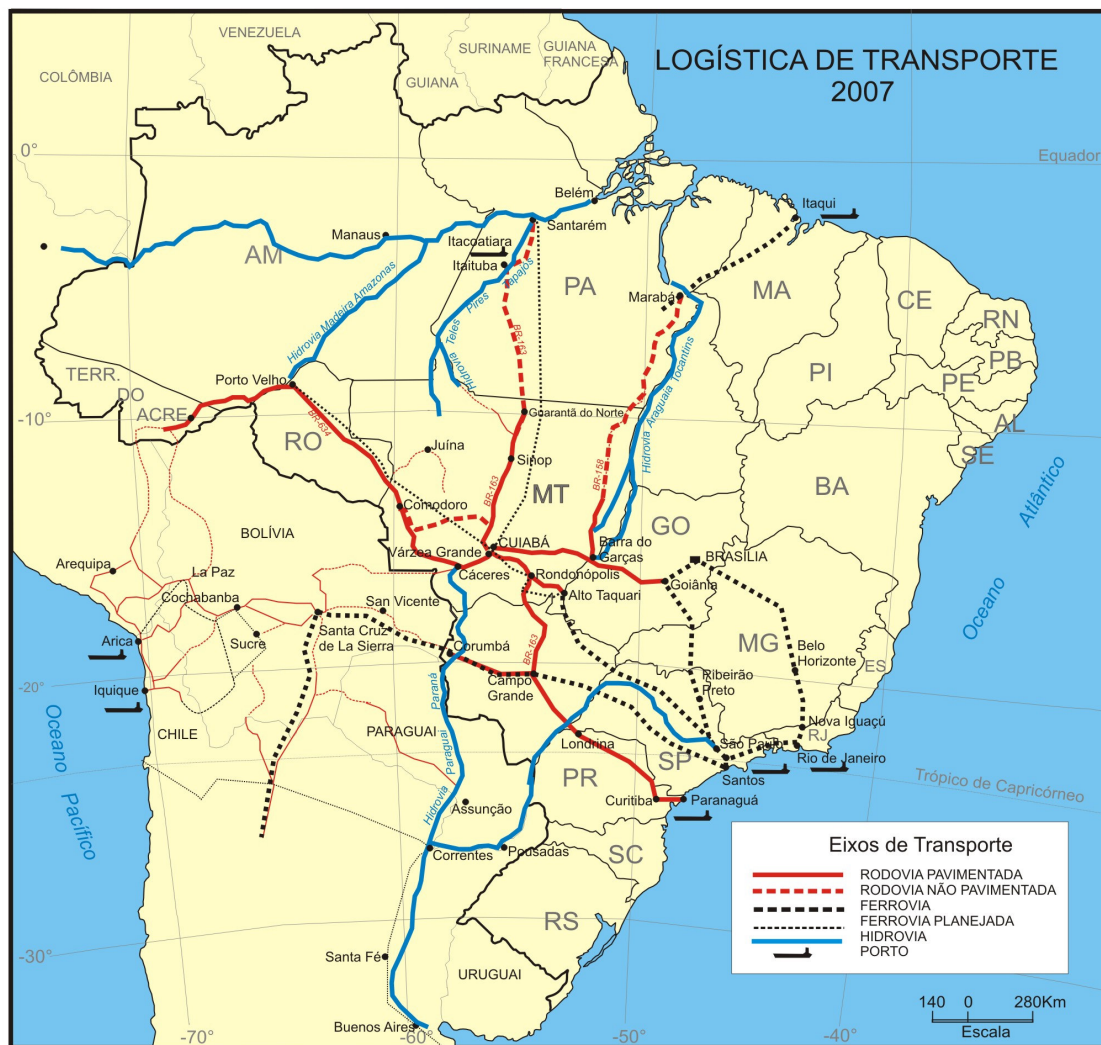 LOGÍSTICA DE TRANSPORTE
2007
VENEZUELA
SURINAME
GUIANA
FRANCESA
COLÔMBIA
GUIANA
0°
Equador
Belém
Itaqui
Santarém
Manaus
Itacoatiara
Itaituba
AM
PA
Marabá
MA
CE
RN
PB
PI
PE
AL
SE
Hidrovia Madeira Amazonas
Hidrovia Teles Pires Tapajós
BR-163
TERR.
DO
ACRE
Porto Velho
-10°
BR-634
RO
Guarantã do Norte
Hidrovia Araguaia Tocantins
Juína
Sinop
BR-163
MT
BR-158
BA
Atlântico
Oceano
Comodoro
GO
BOLÍVIA
CUIABÁ
Várzea Grande
Barra do
Garças
BRASÍLIA
Arequipa
La Paz
Cáceres
Rondonópolis
Goiânia
Cochabamba
San Vicente
Alto Taquari
Arica
Sucre
Santa Cruz
de La Sierra
Corumbá
BR-163
MG
Belo
Horizonte
ES
-20°
Iquique
Campo
Grande
Ribeirão
Preto
Oceano
Pacífico
CHILE
PARAGUAI
Hidrovia Paraguai Paraná
Londrina
São Paulo
Nova Iguaçú
RJ
Rio de Janeiro
SP
Santos
PR
Trópico de Capricórneo
Assunção
Curitiba
Paranaguá
Correntes
Pousadas
SC
RS
-30°
Santa Fé
URUGUAI
Buenos Aires
-70°
-60°
-50°
-40°
Eixos de Transporte
RODOVIA PAVIMENTADA
RODOVIA NÃO PAVIMENTADA
FERROVIA
FERROVIA PLANEJADA
HIDROVIA
PORTO
140 0 280Km
Escala